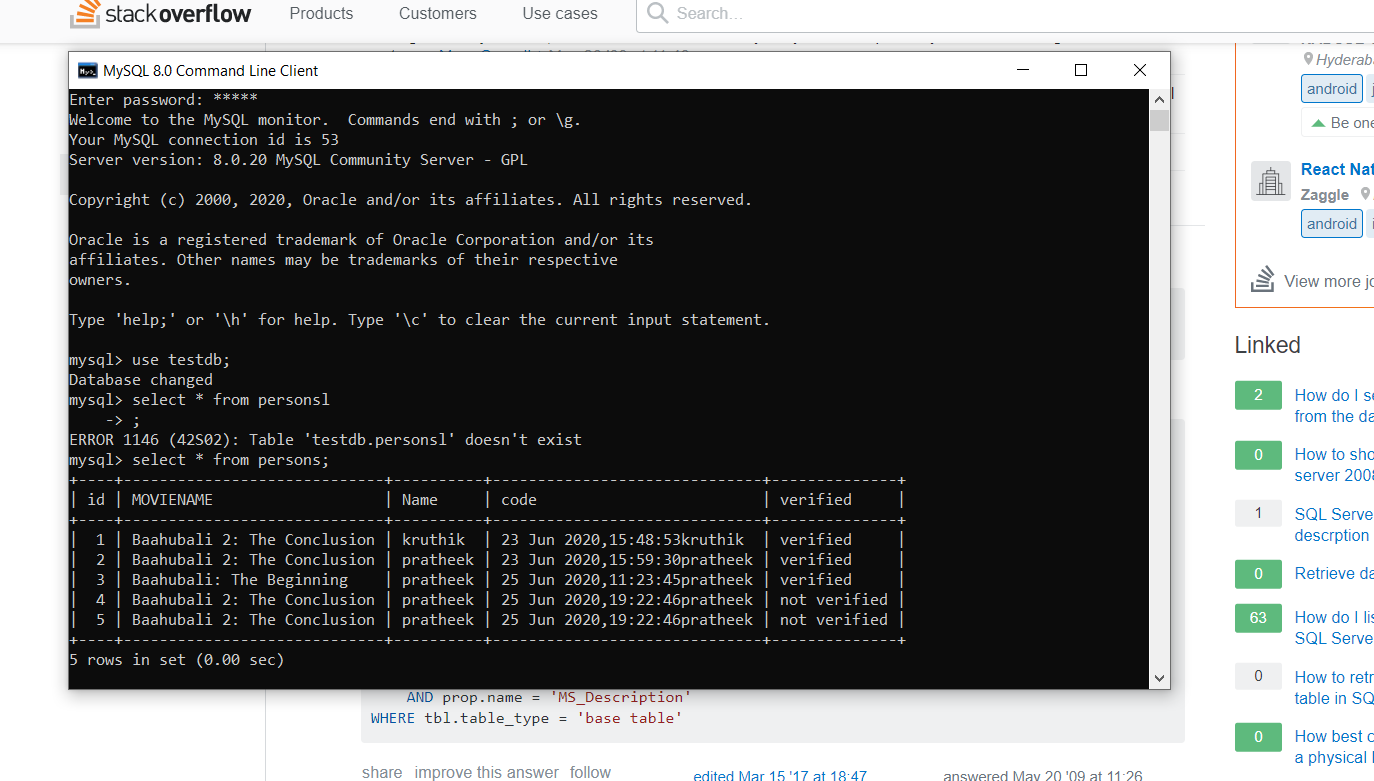 stackoverflow Products Customers Use cases Search...
MySQL 8.0 Command Line Client
Enter password: *****
Welcome to the MySQL monitor.  Commands end with ; or \g.
Your MySQL connection id is 53
Server version: 8.0.20 MySQL Community Server - GPL
Copyright (c) 2000, 2020, Oracle and/or its affiliates. All rights reserved.
Oracle is a registered trademark of Oracle Corporation and/or its
affiliates. Other names may be trademarks of their respective
owners.
Type 'help;' or '\h' for help. Type '\c' to clear the current input statement.
mysql> use testdb;
Database changed
mysql> select * from personsl
    -> ;
ERROR 1146 (42S02): Table 'testdb.personsl' doesn't exist
mysql> select * from persons;
+----+-----------------------------+----------+------------------------------+--------------+
| id | MOVIENAME                   | Name     | code                         | verified     |
+----+-----------------------------+----------+------------------------------+--------------+
|  1 | Baahubali 2: The Conclusion | kruthik  | 23 Jun 2020,15:48:53kruthik  | verified     |
|  2 | Baahubali 2: The Conclusion | pratheek | 23 Jun 2020,15:59:30pratheek | verified     |
|  3 | Baahubali: The Beginning    | pratheek | 25 Jun 2020,11:23:45pratheek | verified     |
|  4 | Baahubali 2: The Conclusion | pratheek | 25 Jun 2020,19:22:46pratheek | not verified |
|  5 | Baahubali 2: The Conclusion | pratheek | 25 Jun 2020,19:22:46pratheek | not verified |
+----+-----------------------------+----------+------------------------------+--------------+
5 rows in set (0.00 sec)
AND prop.name = 'MS_Description'
WHERE tbl.table_type = 'base table'
share improve this answer follow
edited Mar 15 '17 at 18:47
answered May 20 '09 at 11:26
Hyderaba
android
Be one
React Nat
Zaggle
android
View more jo
Linked
2 How do I se
from the da
0 How to sho
server 2008
1 SQL Serve
descrption
0 Retrieve da
63 How do I lis
SQL Serve
0 How to retr
table in SQ
0 How best c
a physical